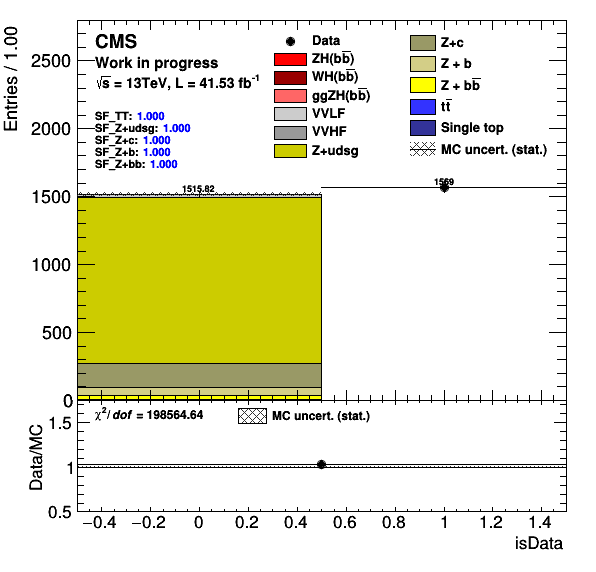 CMS
Work in progress
√s = 13TeV, L = 41.53 fb⁻¹
SF_TT: 1.000
SF_Z+udsg: 1.000
SF_Z+c: 1.000
SF_Z+b: 1.000
SF_Z+bb: 1.000
Data
ZH(bb̅)
WH(bb̅)
ggZH(bb̅)
VVLF
VVHF
Z+udsg
Z+c
Z + b
Z + bb̅
tt̅
Single top
MC uncert. (stat.)
Entries / 1.00
2500
2000
1500
1000
500
0
1515.82
1569
χ²/dof = 198564.64
MC uncert. (stat.)
Data/MC
1.5
1
0.5
−0.4 −0.2 0 0.2 0.4 0.6 0.8 1 1.2 1.4
isData